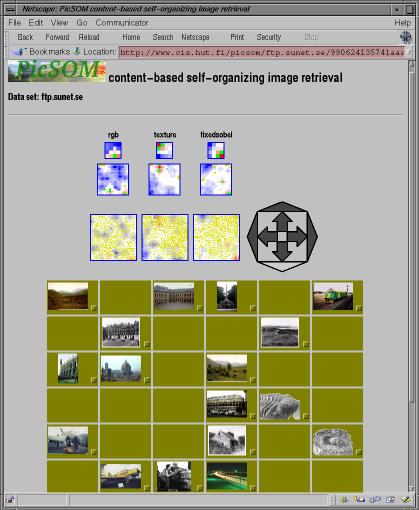 Netscape: PicSOM content-based self-organizing image retrieval
File Edit View Go Communicator Help
Back Forward Reload Home Search Netscape Print Security Stop
Bookmarks Location: http://www.cis.hut.fi/picsom/ftp.sunet.se/990624135741aaa
PicSOM content-based self-organizing image retrieval
Data set: ftp.sunet.se
rgb texture fixedsobel